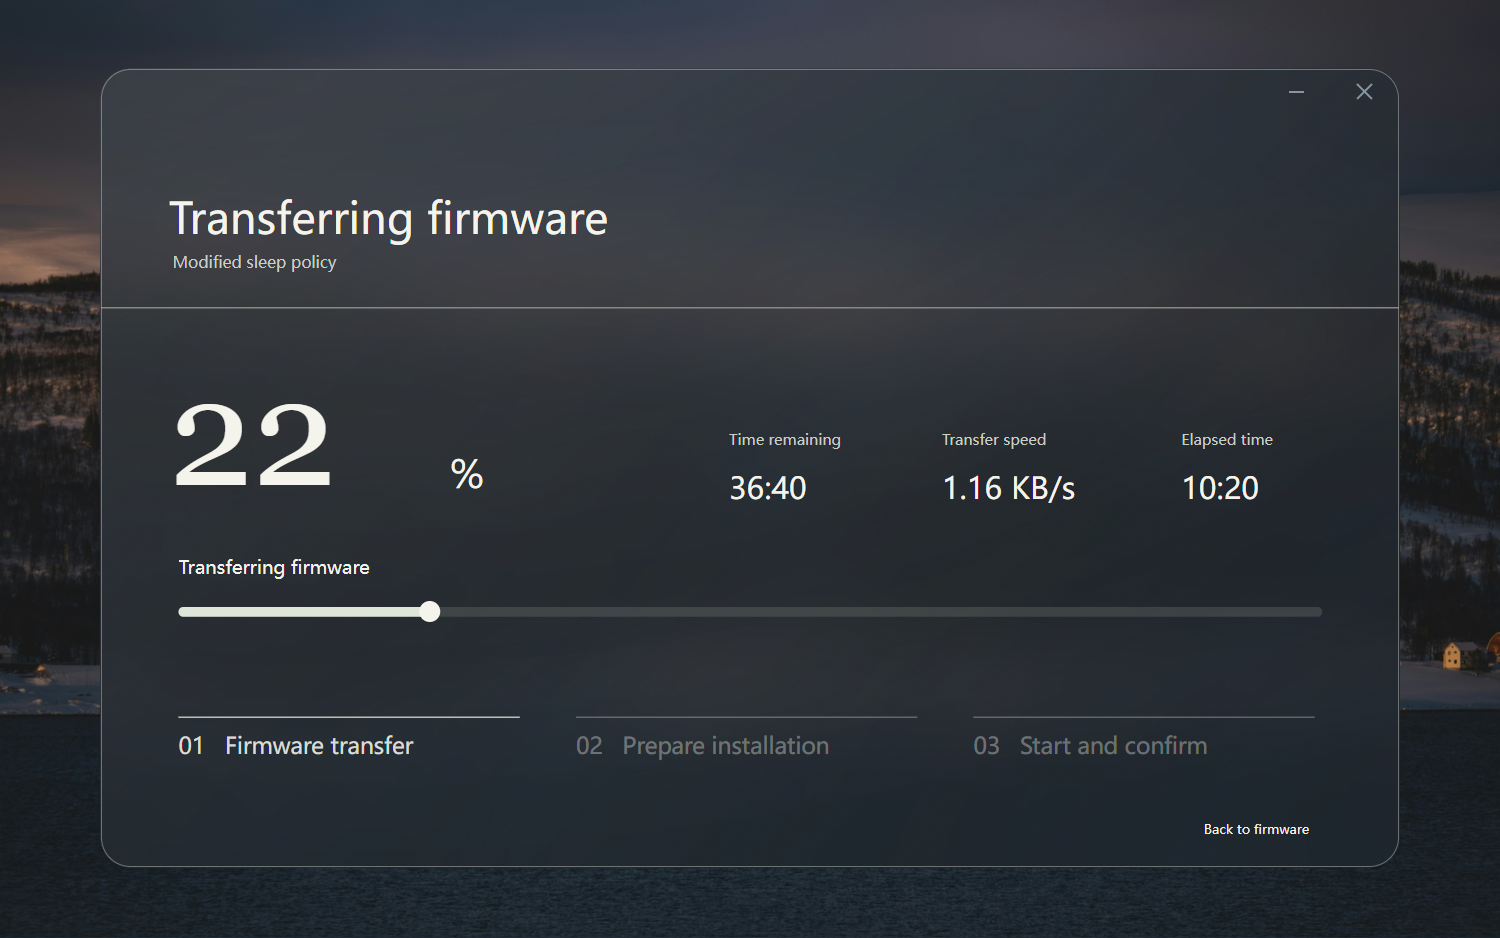 Transferring firmware
Modified sleep policy
22 %
Time remaining
Transfer speed
Elapsed time
36:40
1.16 KB/s
10:20
Transferring firmware
01 Firmware transfer
02 Prepare installation
03 Start and confirm
Back to firmware